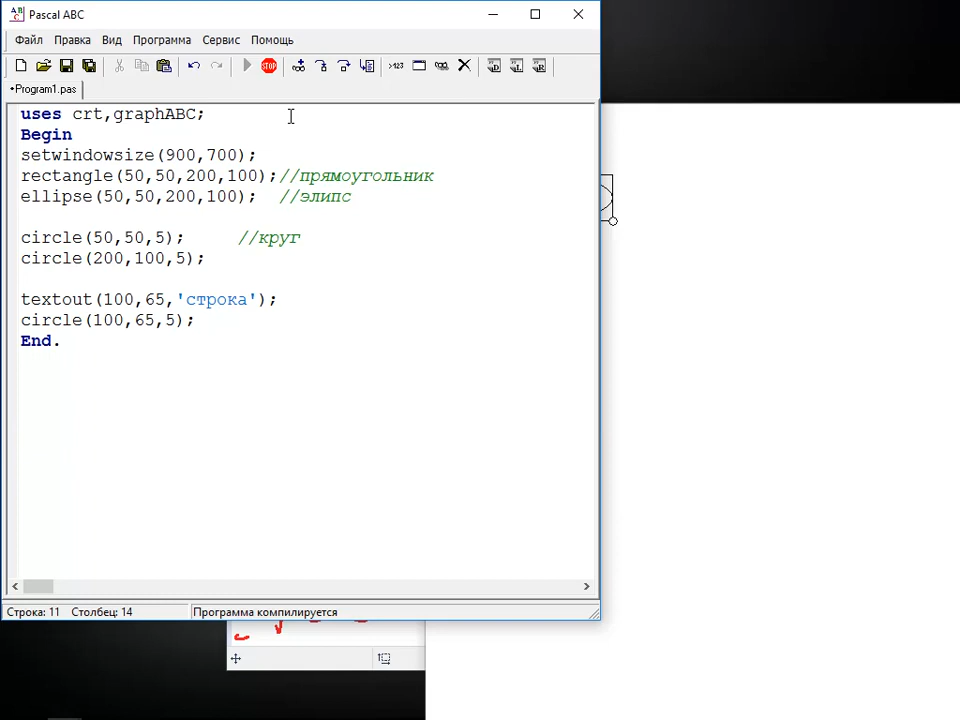 Pascal ABC
Файл Правка Вид Программа Сервис Помощь
•Program1.pas
uses crt,graphABC;
Begin
setwindowsize(900,700);
rectangle(50,50,200,100);//прямоугольник
ellipse(50,50,200,100); //элипс
circle(50,50,5); //круг
circle(200,100,5);
textout(100,65,'строка');
circle(100,65,5);
End.
Строка: 11 Столбец: 14 Программа компилируется